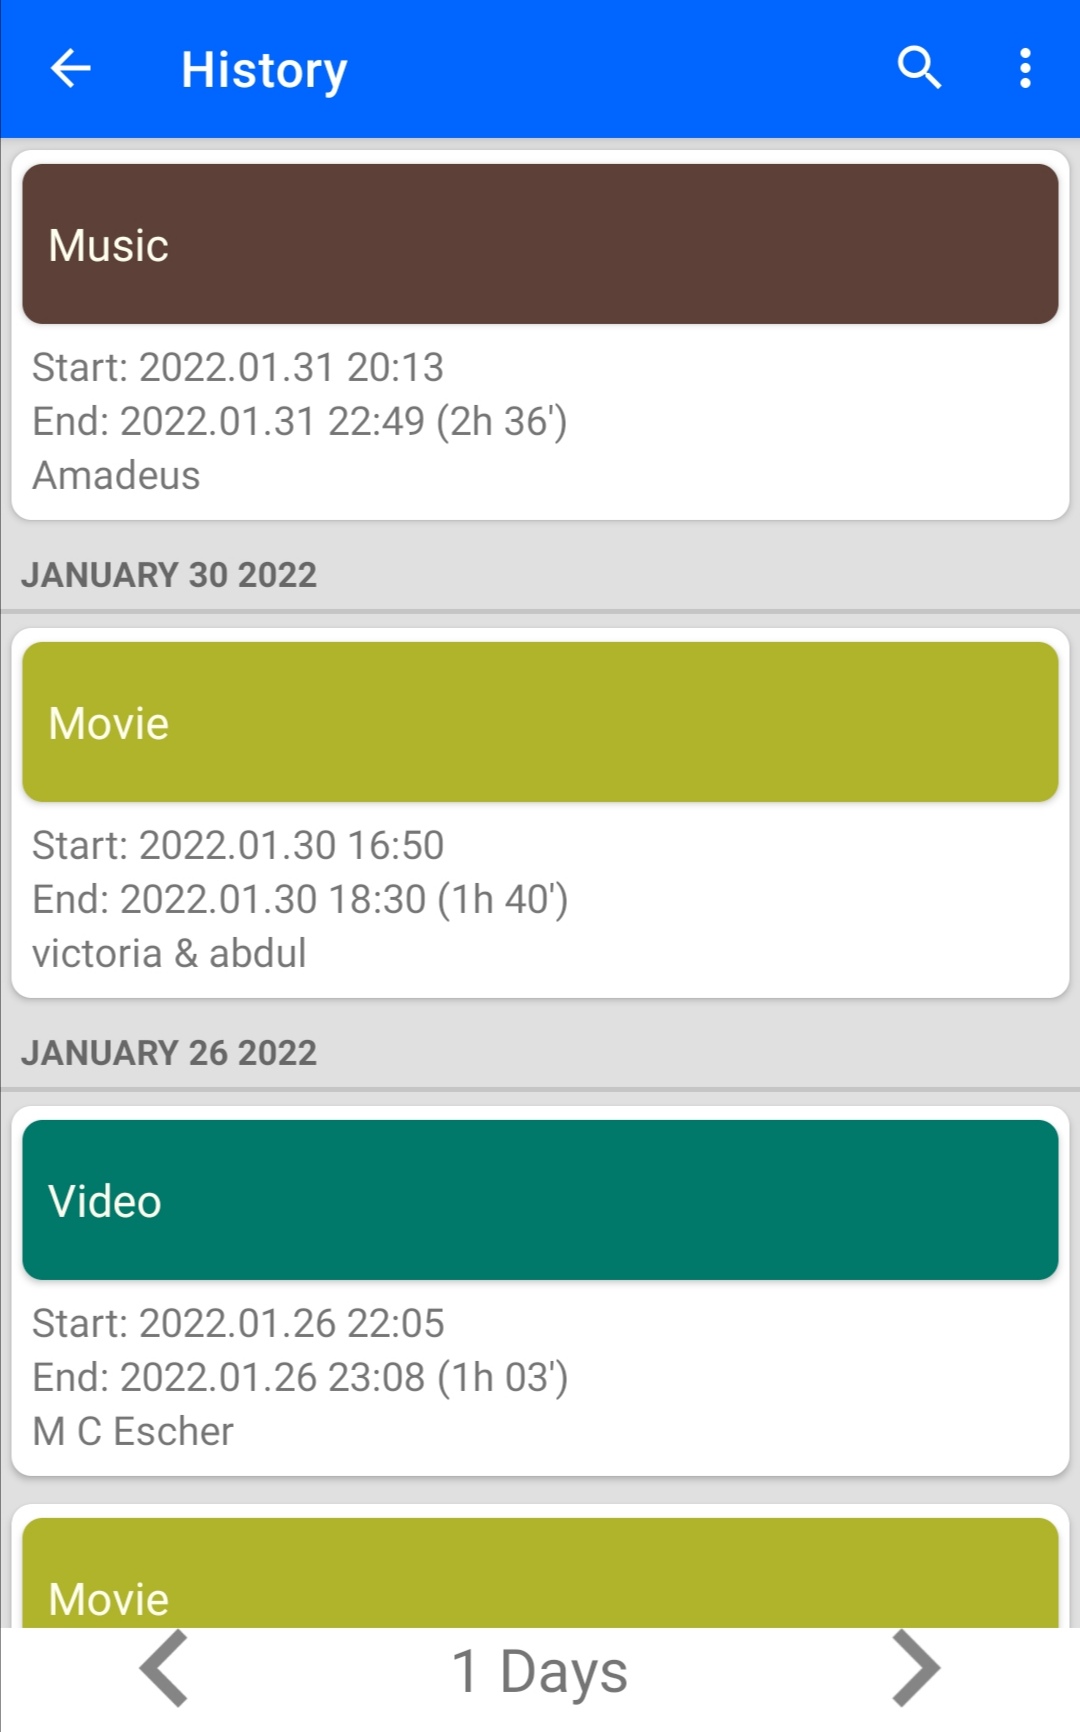 History
Music
Start: 2022.01.31 20:13
End: 2022.01.31 22:49 (2h 36')
Amadeus
JANUARY 30 2022
Movie
Start: 2022.01.30 16:50
End: 2022.01.30 18:30 (1h 40')
victoria & abdul
JANUARY 26 2022
Video
Start: 2022.01.26 22:05
End: 2022.01.26 23:08 (1h 03')
M C Escher
Movie
1 Days